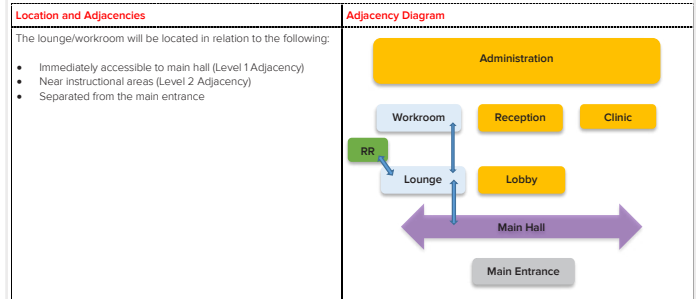 Location and Adjacencies
Adjacency Diagram
The lounge/workroom will be located in relation to the following:
• Immediately accessible to main hall (Level 1 Adjacency)
• Near instructional areas (Level 2 Adjacency)
• Separated from the main entrance
Administration
Workroom
Reception
Clinic
RR
Lounge
Lobby
Main Hall
Main Entrance